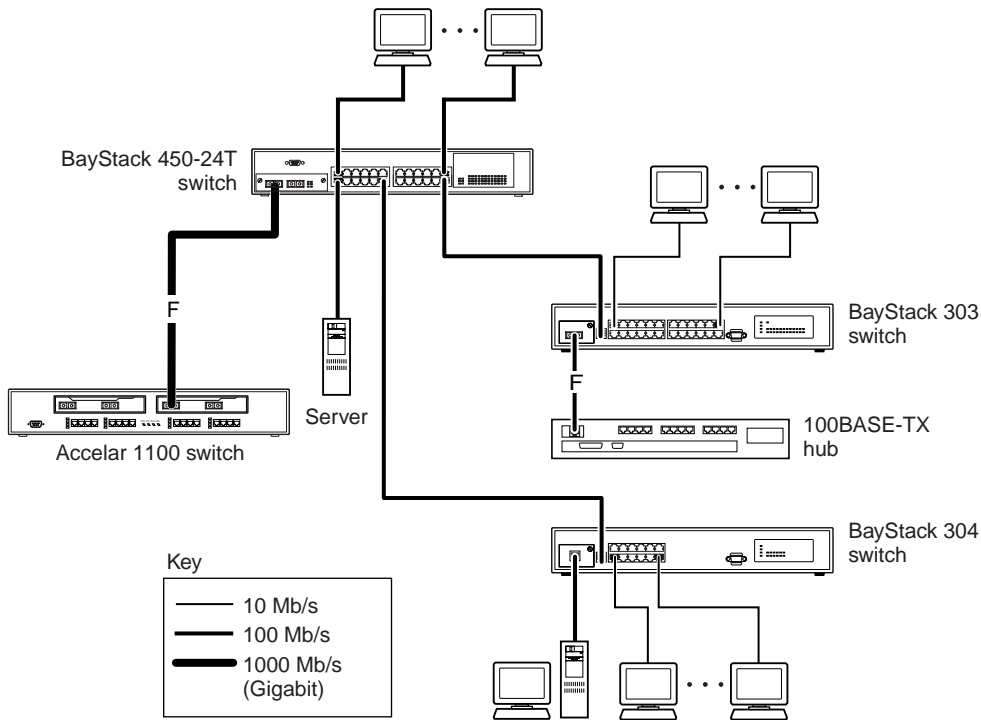 BayStack 450-24T
switch
F
Accelar 1100 switch
Server
BayStack 303
switch
F
100BASE-TX
hub
BayStack 304
switch
Key
10 Mb/s
100 Mb/s
1000 Mb/s
(Gigabit)